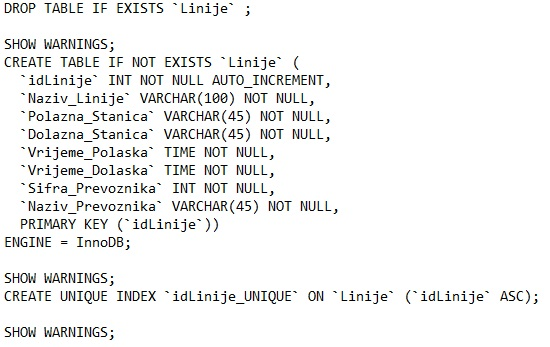 DROP TABLE IF EXISTS `Linije` ;
SHOW WARNINGS;
CREATE TABLE IF NOT EXISTS `Linije` (
`idLinije` INT NOT NULL AUTO_INCREMENT,
`Naziv_Linije` VARCHAR(100) NOT NULL,
`Polazna_Stanica` VARCHAR(45) NOT NULL,
`Dolazna_Stanica` VARCHAR(45) NOT NULL,
`Vrijeme_Polaska` TIME NOT NULL,
`Vrijeme_Dolaska` TIME NOT NULL,
`Sifra_Prevoznika` INT NOT NULL,
`Naziv_Prevoznika` VARCHAR(45) NOT NULL,
PRIMARY KEY (`idLinije`))
ENGINE = InnoDB;
SHOW WARNINGS;
CREATE UNIQUE INDEX `idLinije_UNIQUE` ON `Linije` (`idLinije` ASC);
SHOW WARNINGS;